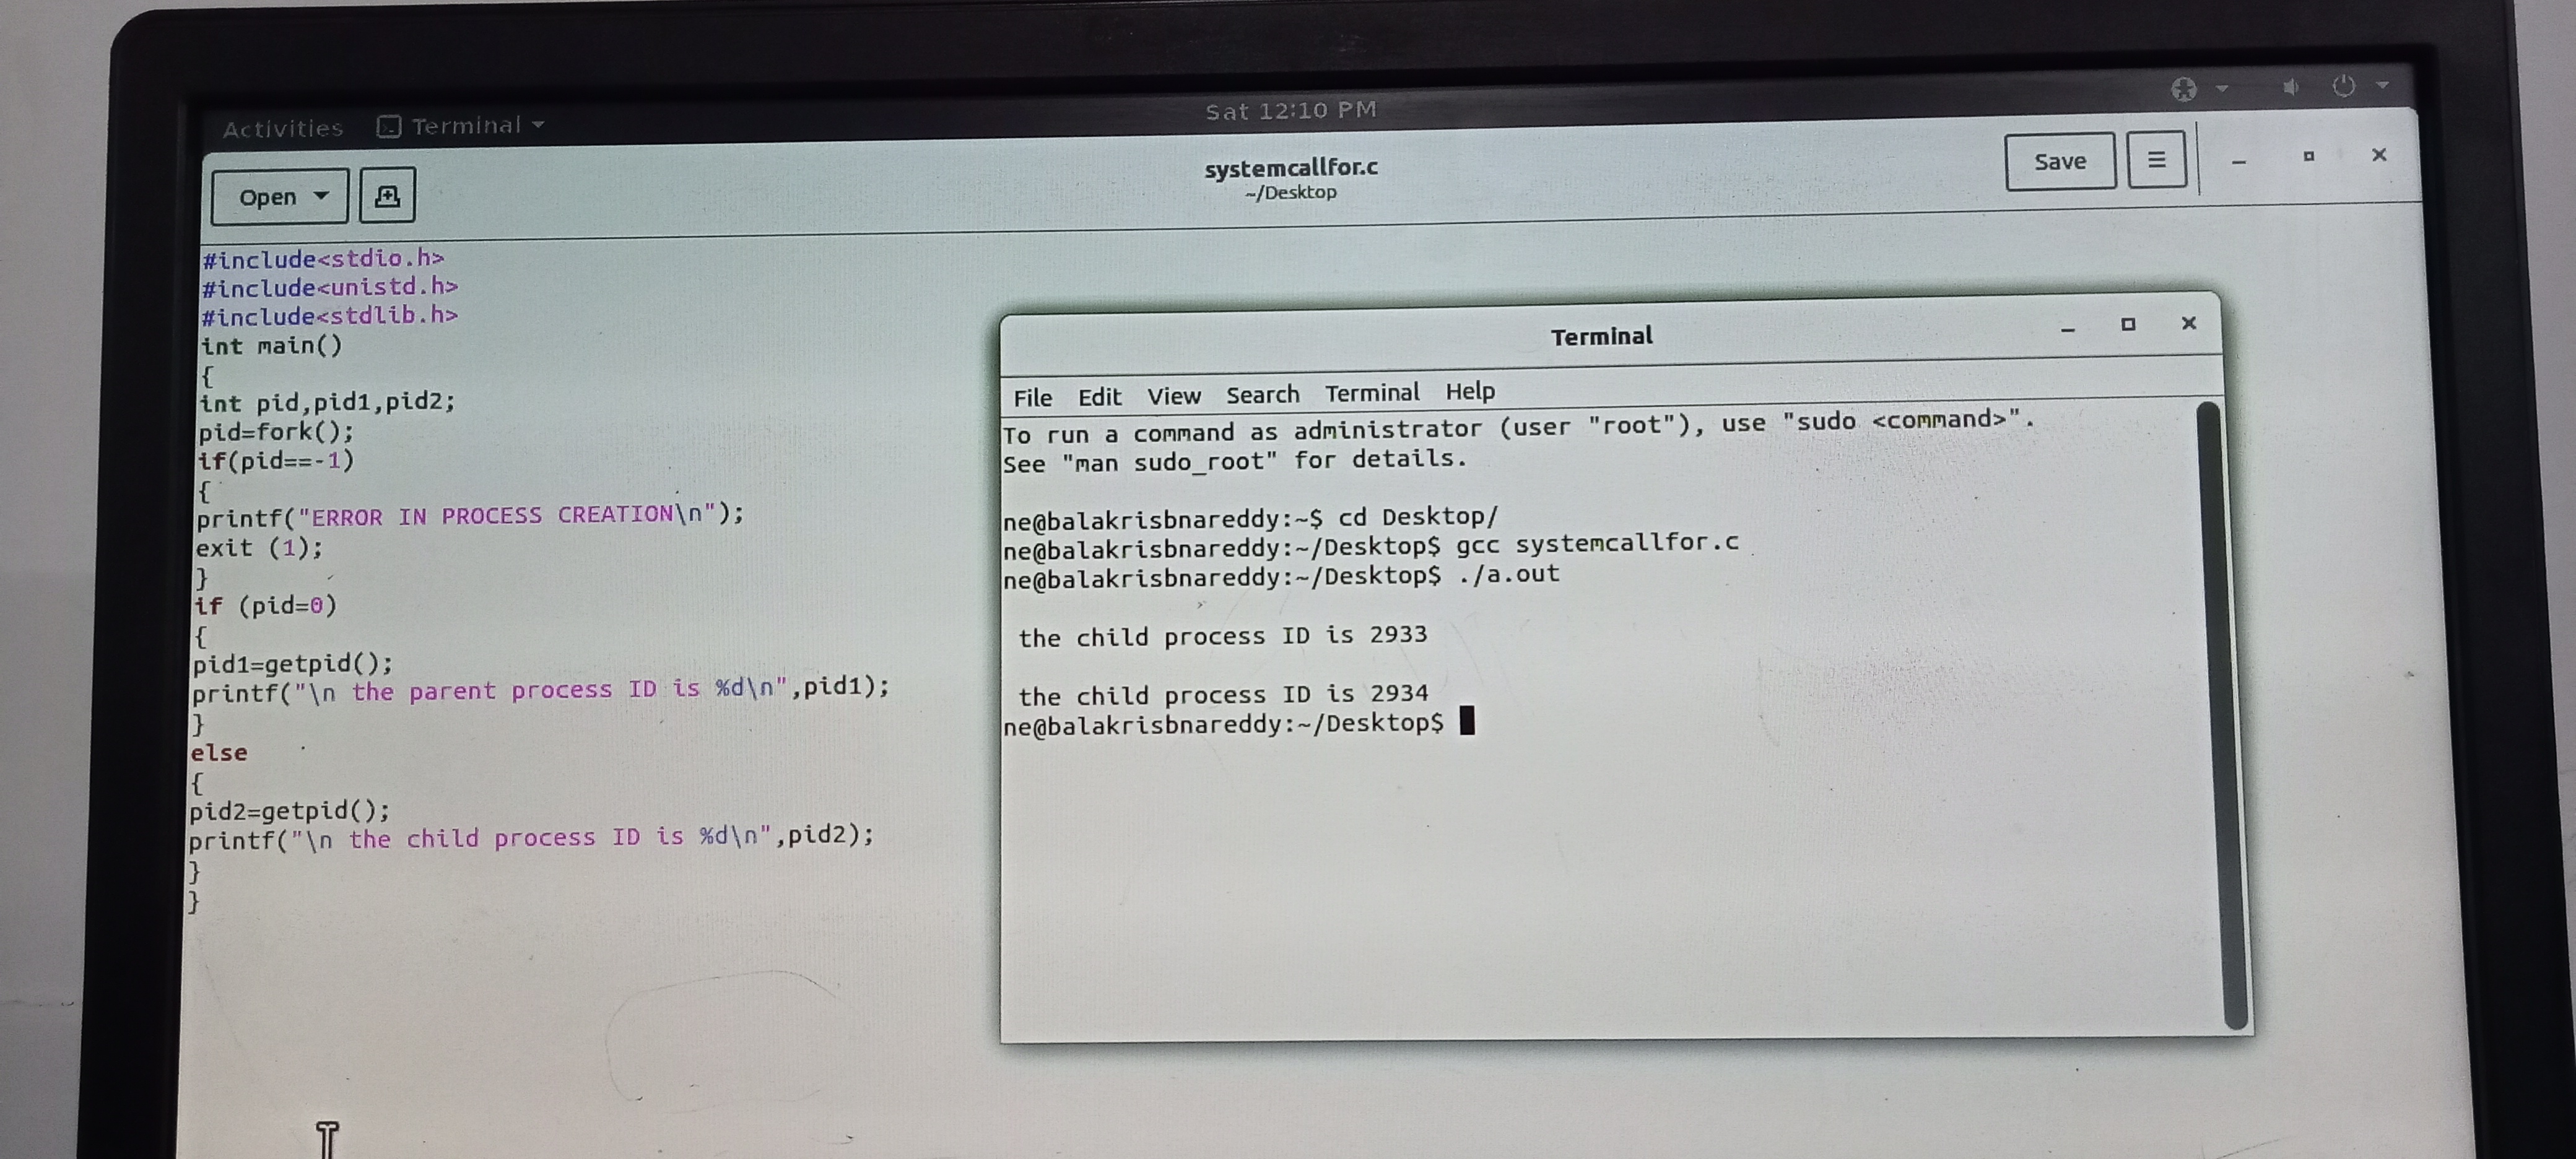 Activities Terminal
Sat 12:10 PM
Open
systemcallfor.c
~/Desktop
Save
#include<stdio.h>
#include<unistd.h>
#include<stdlib.h>
int main()
{
int pid,pid1,pid2;
pid=fork();
if(pid==-1)
{
printf("ERROR IN PROCESS CREATION\n");
exit (1);
}
if (pid=0)
{
pid1=getpid();
printf("\n the parent process ID is %d\n",pid1);
}
else
{
pid2=getpid();
printf("\n the child process ID is %d\n",pid2);
}
}
Terminal
File Edit View Search Terminal Help
To run a command as administrator (user "root"), use "sudo <command>".
See "man sudo_root" for details.
ne@balakrisbnareddy:~$ cd Desktop/
ne@balakrisbnareddy:~/Desktop$ gcc systemcallfor.c
ne@balakrisbnareddy:~/Desktop$ ./a.out
the child process ID is 2933
the child process ID is 2934
ne@balakrisbnareddy:~/Desktop$